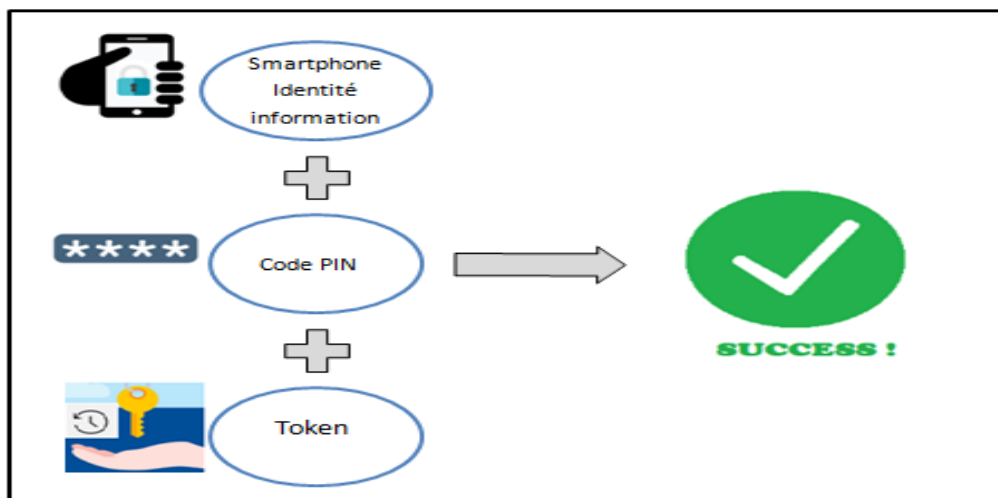 Smartphone
Identité
information
****
Code PIN
SUCCESS !
Token